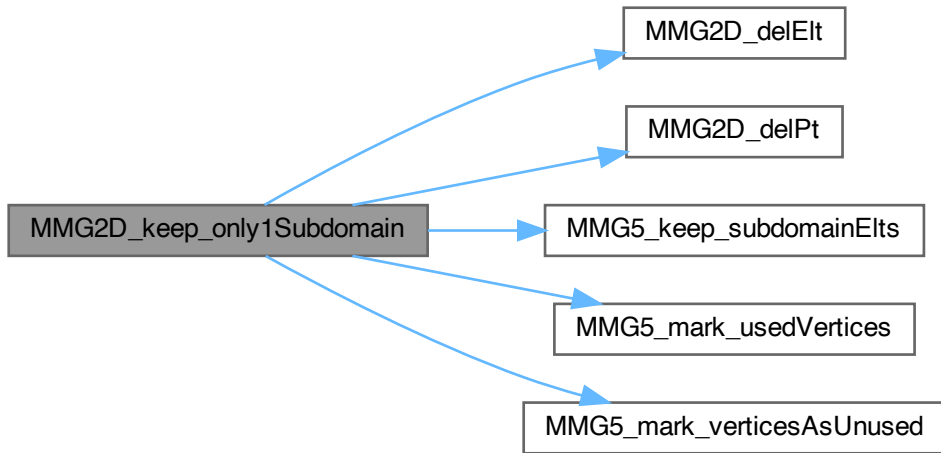 MMG2D_delElt
MMG2D_delPt
MMG2D_keep_only1Subdomain
MMG5_keep_subdomainElts
MMG5_mark_usedVertices
MMG5_mark_verticesAsUnused